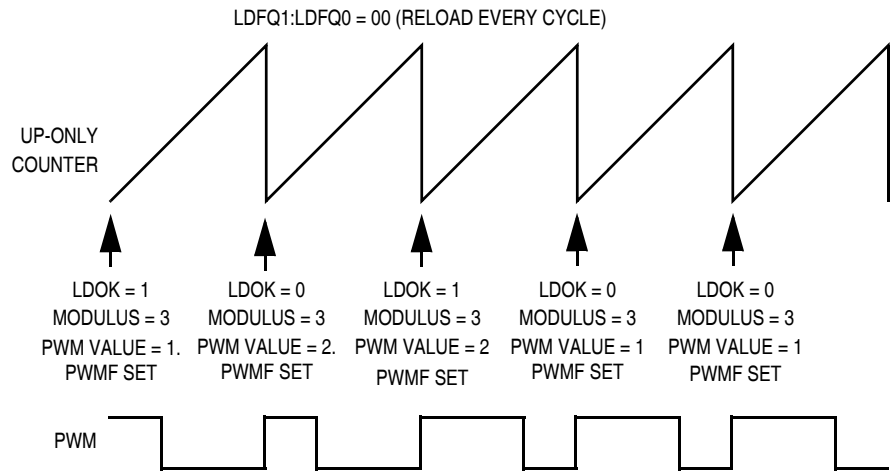 LDFQ1:LDFQ0 = 00 (RELOAD EVERY CYCLE)
UP-ONLY
COUNTER
LDOK = 1
MODULUS = 3
PWM VALUE = 1.
PWMF SET
LDOK = 0
MODULUS = 3
PWM VALUE = 2.
PWMF SET
LDOK = 1
MODULUS = 3
PWM VALUE = 2
PWMF SET
LDOK = 0
MODULUS = 3
PWM VALUE = 1
PWMF SET
LDOK = 0
MODULUS = 3
PWM VALUE = 1
PWMF SET
PWM